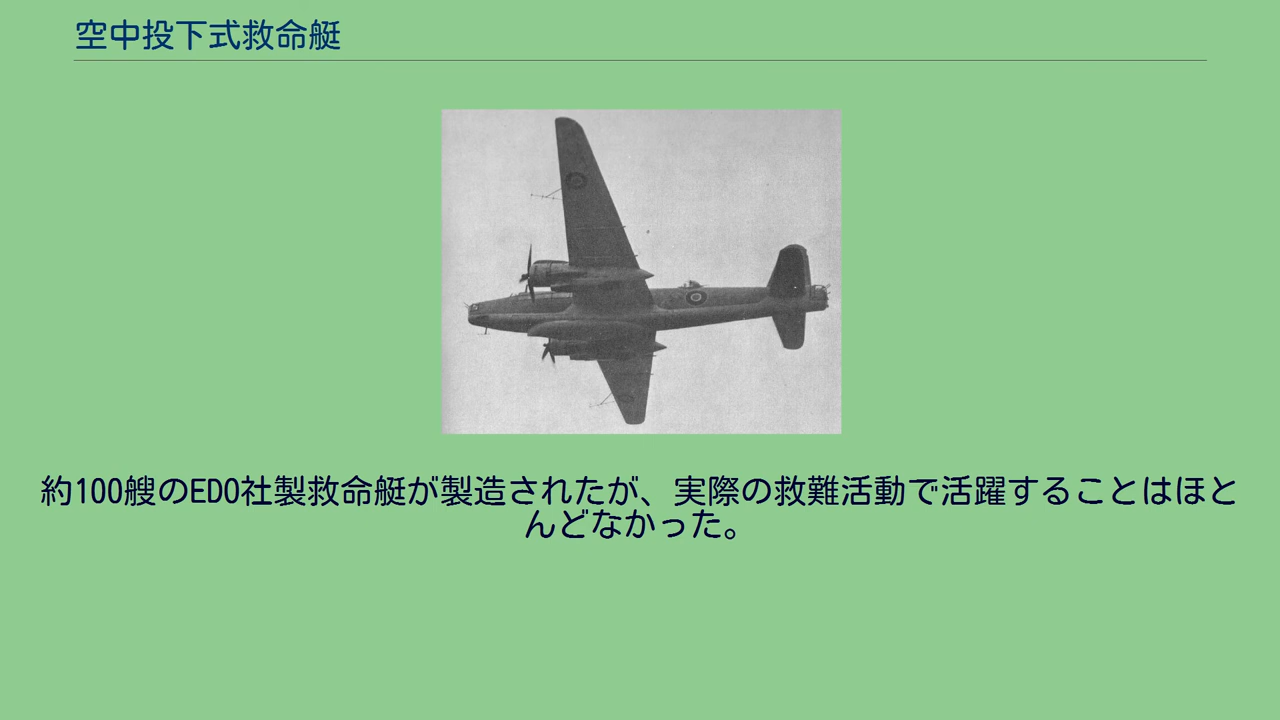 空中投下式救命艇
約100艘のEDO社製救命艇が製造されたが、実際の救難活動で活躍することはほと
んどなかった。